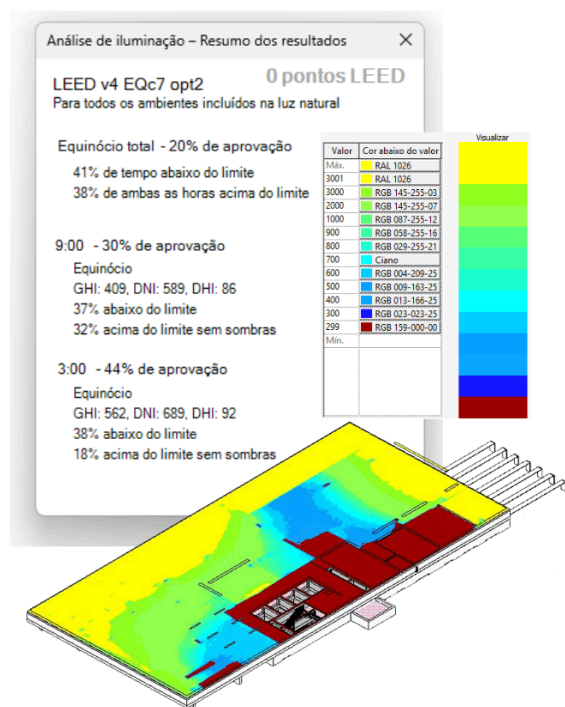 Análise de iluminação – Resumo dos resultados
LEED v4 EQc7 opt2
0 pontos LEED
Para todos os ambientes incluídos na luz natural
Equinócio total - 20% de aprovação
41% de tempo abaixo do limite
38% de ambas as horas acima do limite
9:00 - 30% de aprovação
Equinócio
GHI: 409, DNI: 589, DHI: 86
37% abaixo do limite
32% acima do limite sem sombras
3:00 - 44% de aprovação
Equinócio
GHI: 562, DNI: 689, DHI: 92
38% abaixo do limite
18% acima do limite sem sombras
Visualizar
Valor Cor abaixo do valor
Máx. RAL 1026
3001 RAL 1026
3000 RGB 145-255-03
2000 RGB 145-255-07
1000 RGB 087-255-12
900 RGB 058-255-16
800 RGB 029-255-21
700 Ciano
600 RGB 004-209-25
500 RGB 009-163-25
400 RGB 013-166-25
300 RGB 023-023-25
299 RGB 159-000-00
Mín.